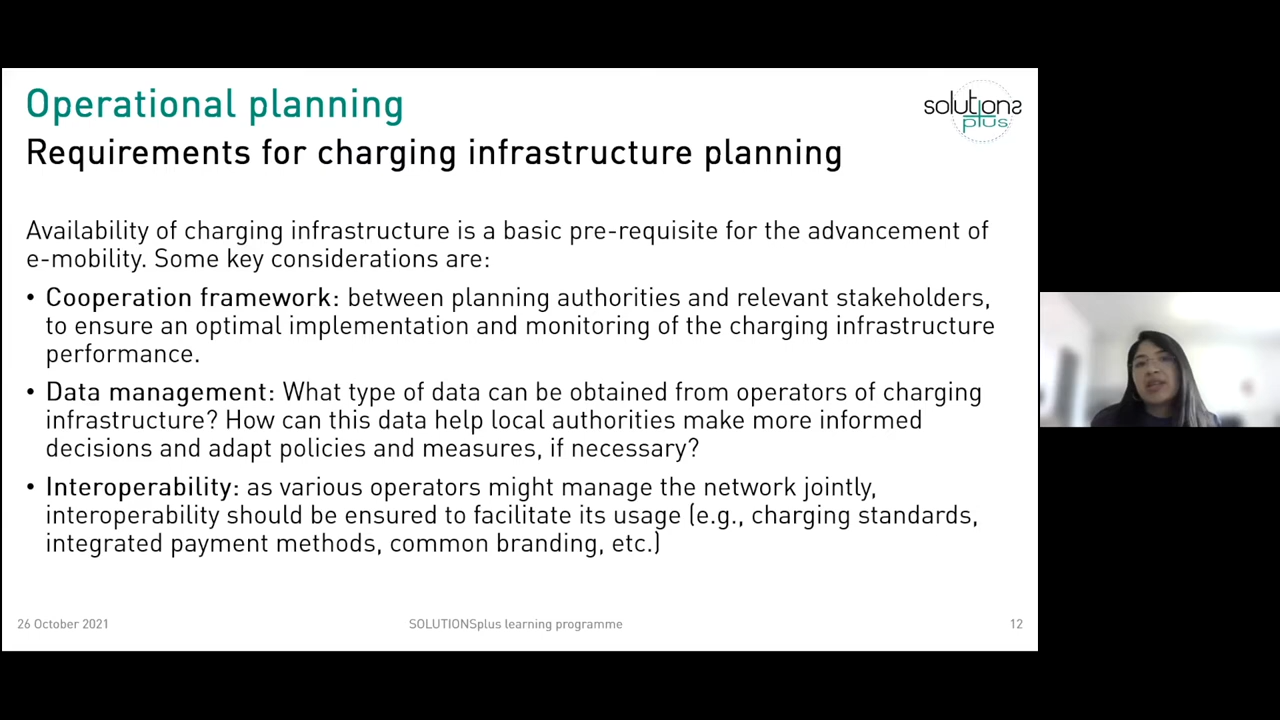 Operational planning
solutions
plus
Requirements for charging infrastructure planning
Availability of charging infrastructure is a basic pre-requisite for the advancement of
e-mobility. Some key considerations are:
• Cooperation framework: between planning authorities and relevant stakeholders,
to ensure an optimal implementation and monitoring of the charging infrastructure
performance.
• Data management: What type of data can be obtained from operators of charging
infrastructure? How can this data help local authorities make more informed
decisions and adapt policies and measures, if necessary?
• Interoperability: as various operators might manage the network jointly,
interoperability should be ensured to facilitate its usage (e.g., charging standards,
integrated payment methods, common branding, etc.)
26 October 2021
SOLUTIONSplus learning programme
12